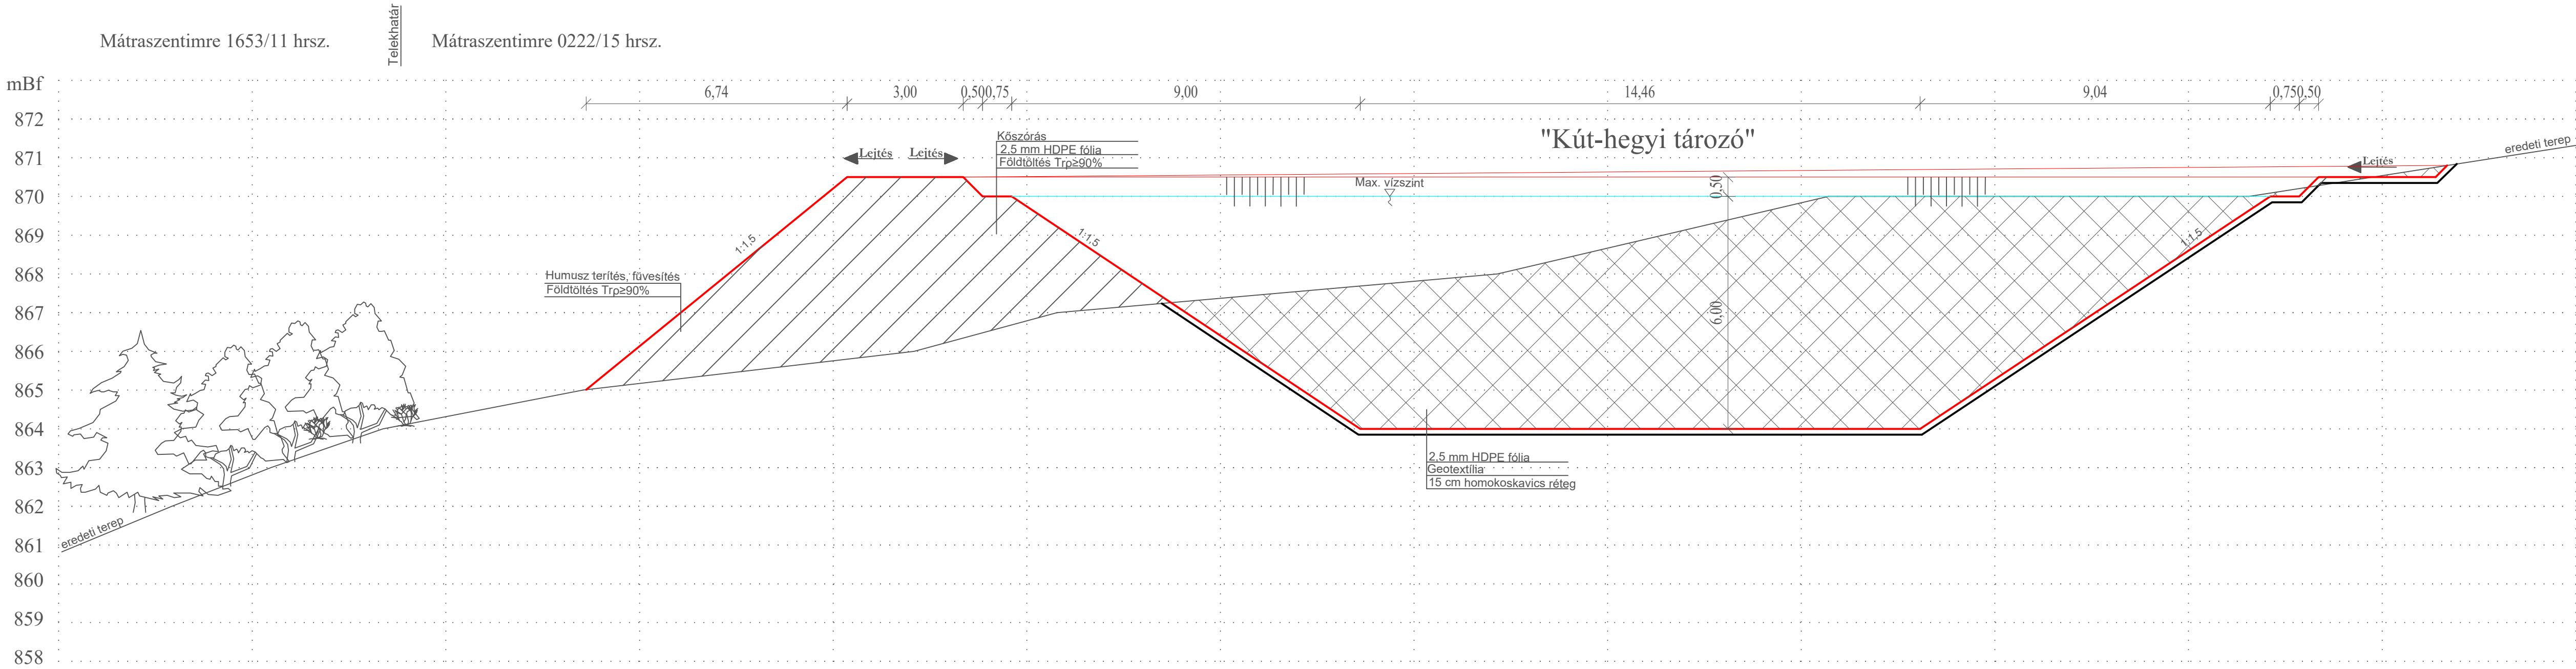 Mátraszentimre 1653/11 hrsz.
Telekhatár
Mátraszentimre 0222/15 hrsz.
mBf
6,74
3,00
0,50
0,75
9,00
14,46
9,04
0,75
0,50
872
871
870
869
868
867
866
865
864
863
862
861
860
859
858
"Kút-hegyi tározó"
Kőszórás
2,5 mm HDPE fólia
Földtöltés Trρ≥90%
Lejtés
Lejtés
Lejtés
eredeti terep
Max. vízszint
0,50
1:1,5
1:1,5
1:1,5
Humusz terítés, füvesítés
Földtöltés Trρ≥90%
6,00
2,5 mm HDPE fólia
Geotextília
15 cm homokoskavics réteg
eredeti terep